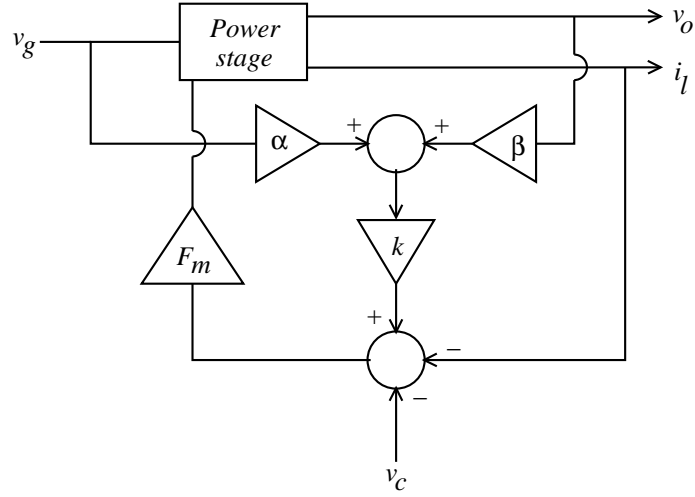 v_g
Power
stage
v_o
i_l
α
+
+
β
F_m
k
+
−
−
v_c